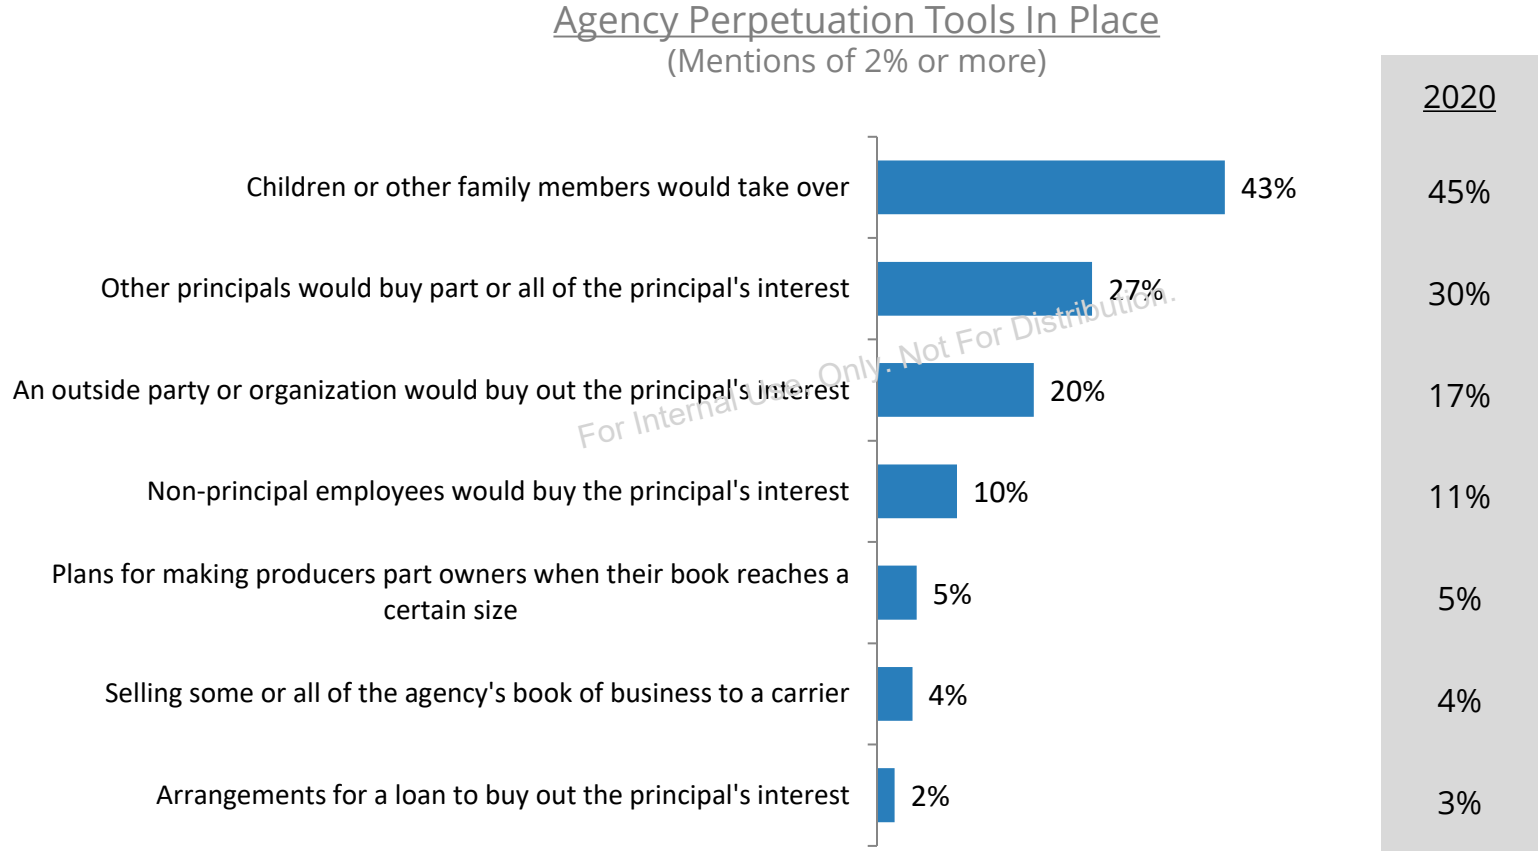 Agency Perpetuation Tools In Place
(Mentions of 2% or more)
2020
Children or other family members would take over 43% 45%
Other principals would buy part or all of the principal's interest 27% 30%
An outside party or organization would buy out the principal's interest 20% 17%
Non-principal employees would buy the principal's interest 10% 11%
Plans for making producers part owners when their book reaches a
certain size 5% 5%
Selling some or all of the agency's book of business to a carrier 4% 4%
Arrangements for a loan to buy out the principal's interest 2% 3%
For Internal Use. Only. Not For Distribution.